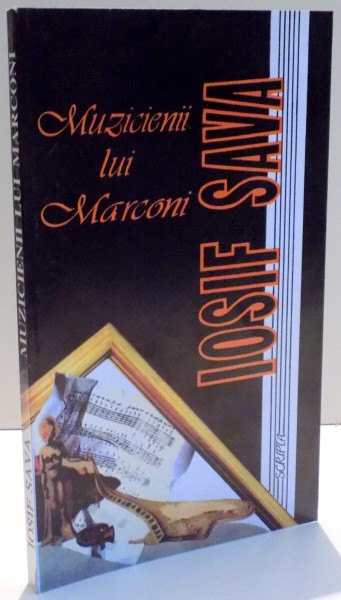 Muzicienii
lui
Marconi
IOSIF SAVA
SCRIPTA
IOSIF SAVA
MUZICIENII LUI MARCONI